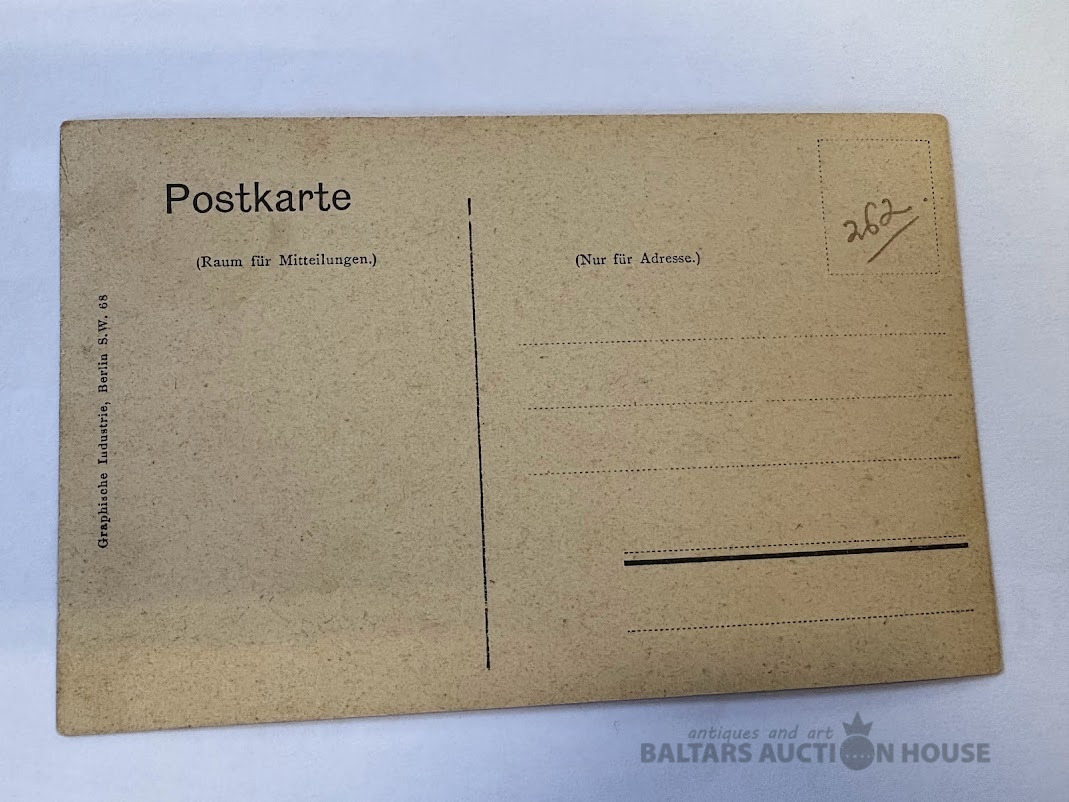 Postkarte
(Raum für Mitteilungen.)
(Nur für Adresse.)
262
Graphische Industrie, Berlin S.W. 68
antiques and art
BALTARS AUCTION HOUSE